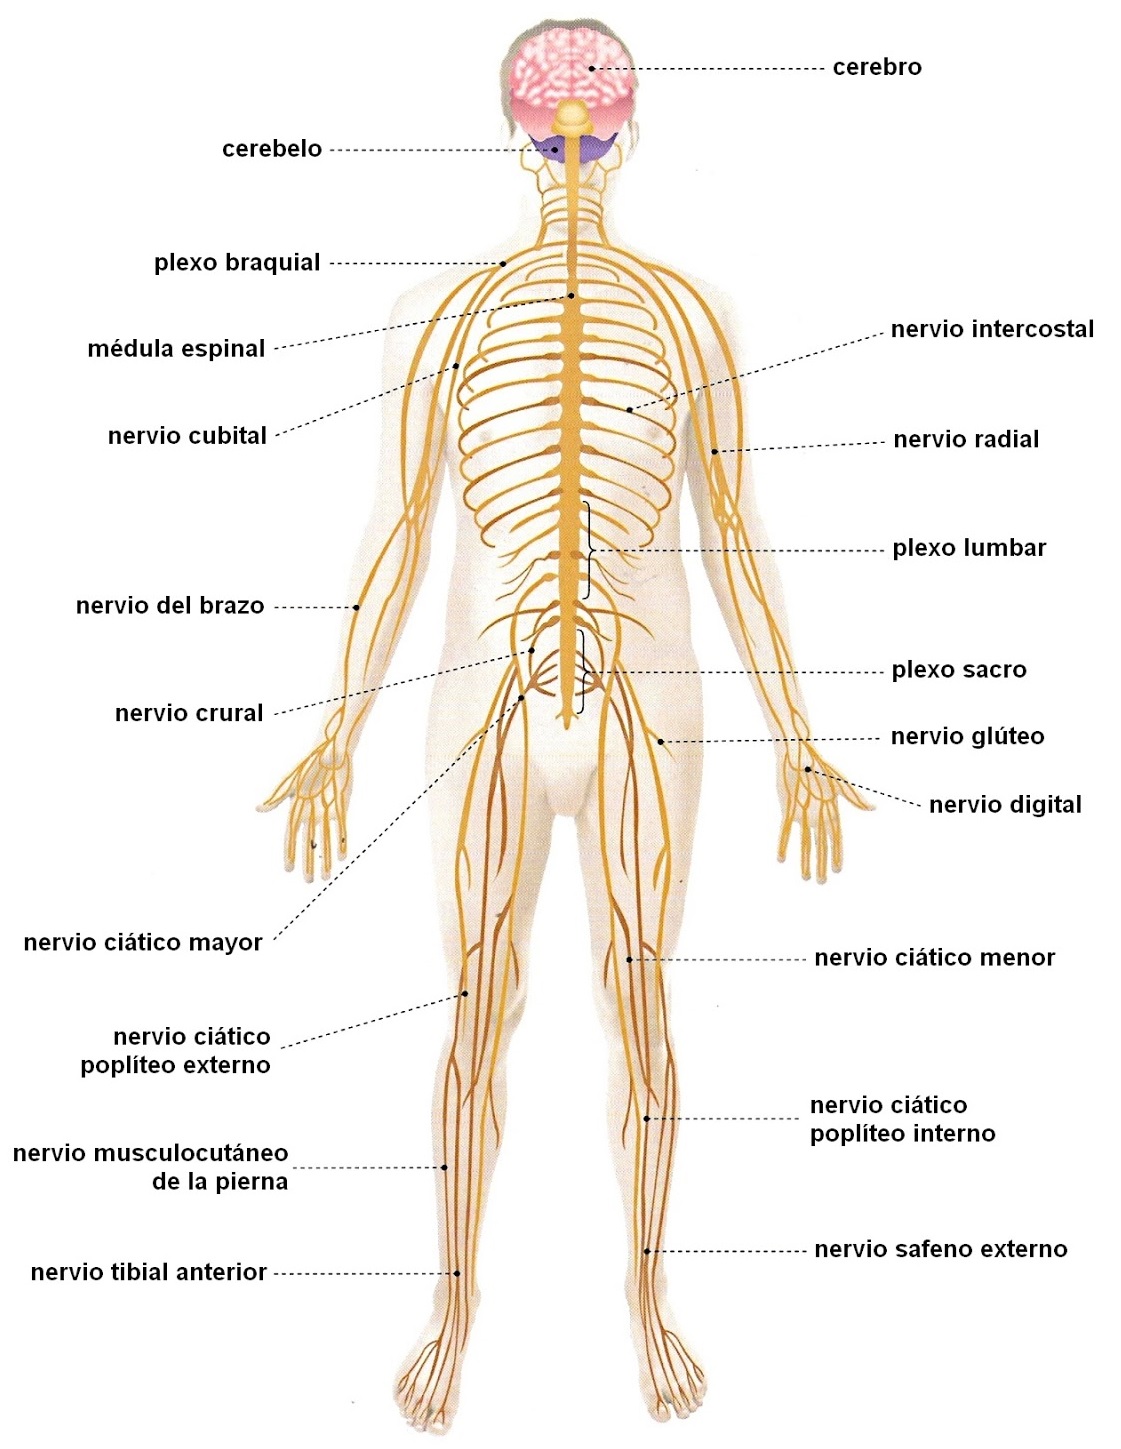 cerebro
cerebelo
plexo braquial
médula espinal
nervio intercostal
nervio cubital
nervio radial
plexo lumbar
nervio del brazo
plexo sacro
nervio crural
nervio glúteo
nervio digital
nervio ciático mayor
nervio ciático menor
nervio ciático
poplíteo externo
nervio ciático
poplíteo interno
nervio musculocutáneo
de la pierna
nervio safeno externo
nervio tibial anterior